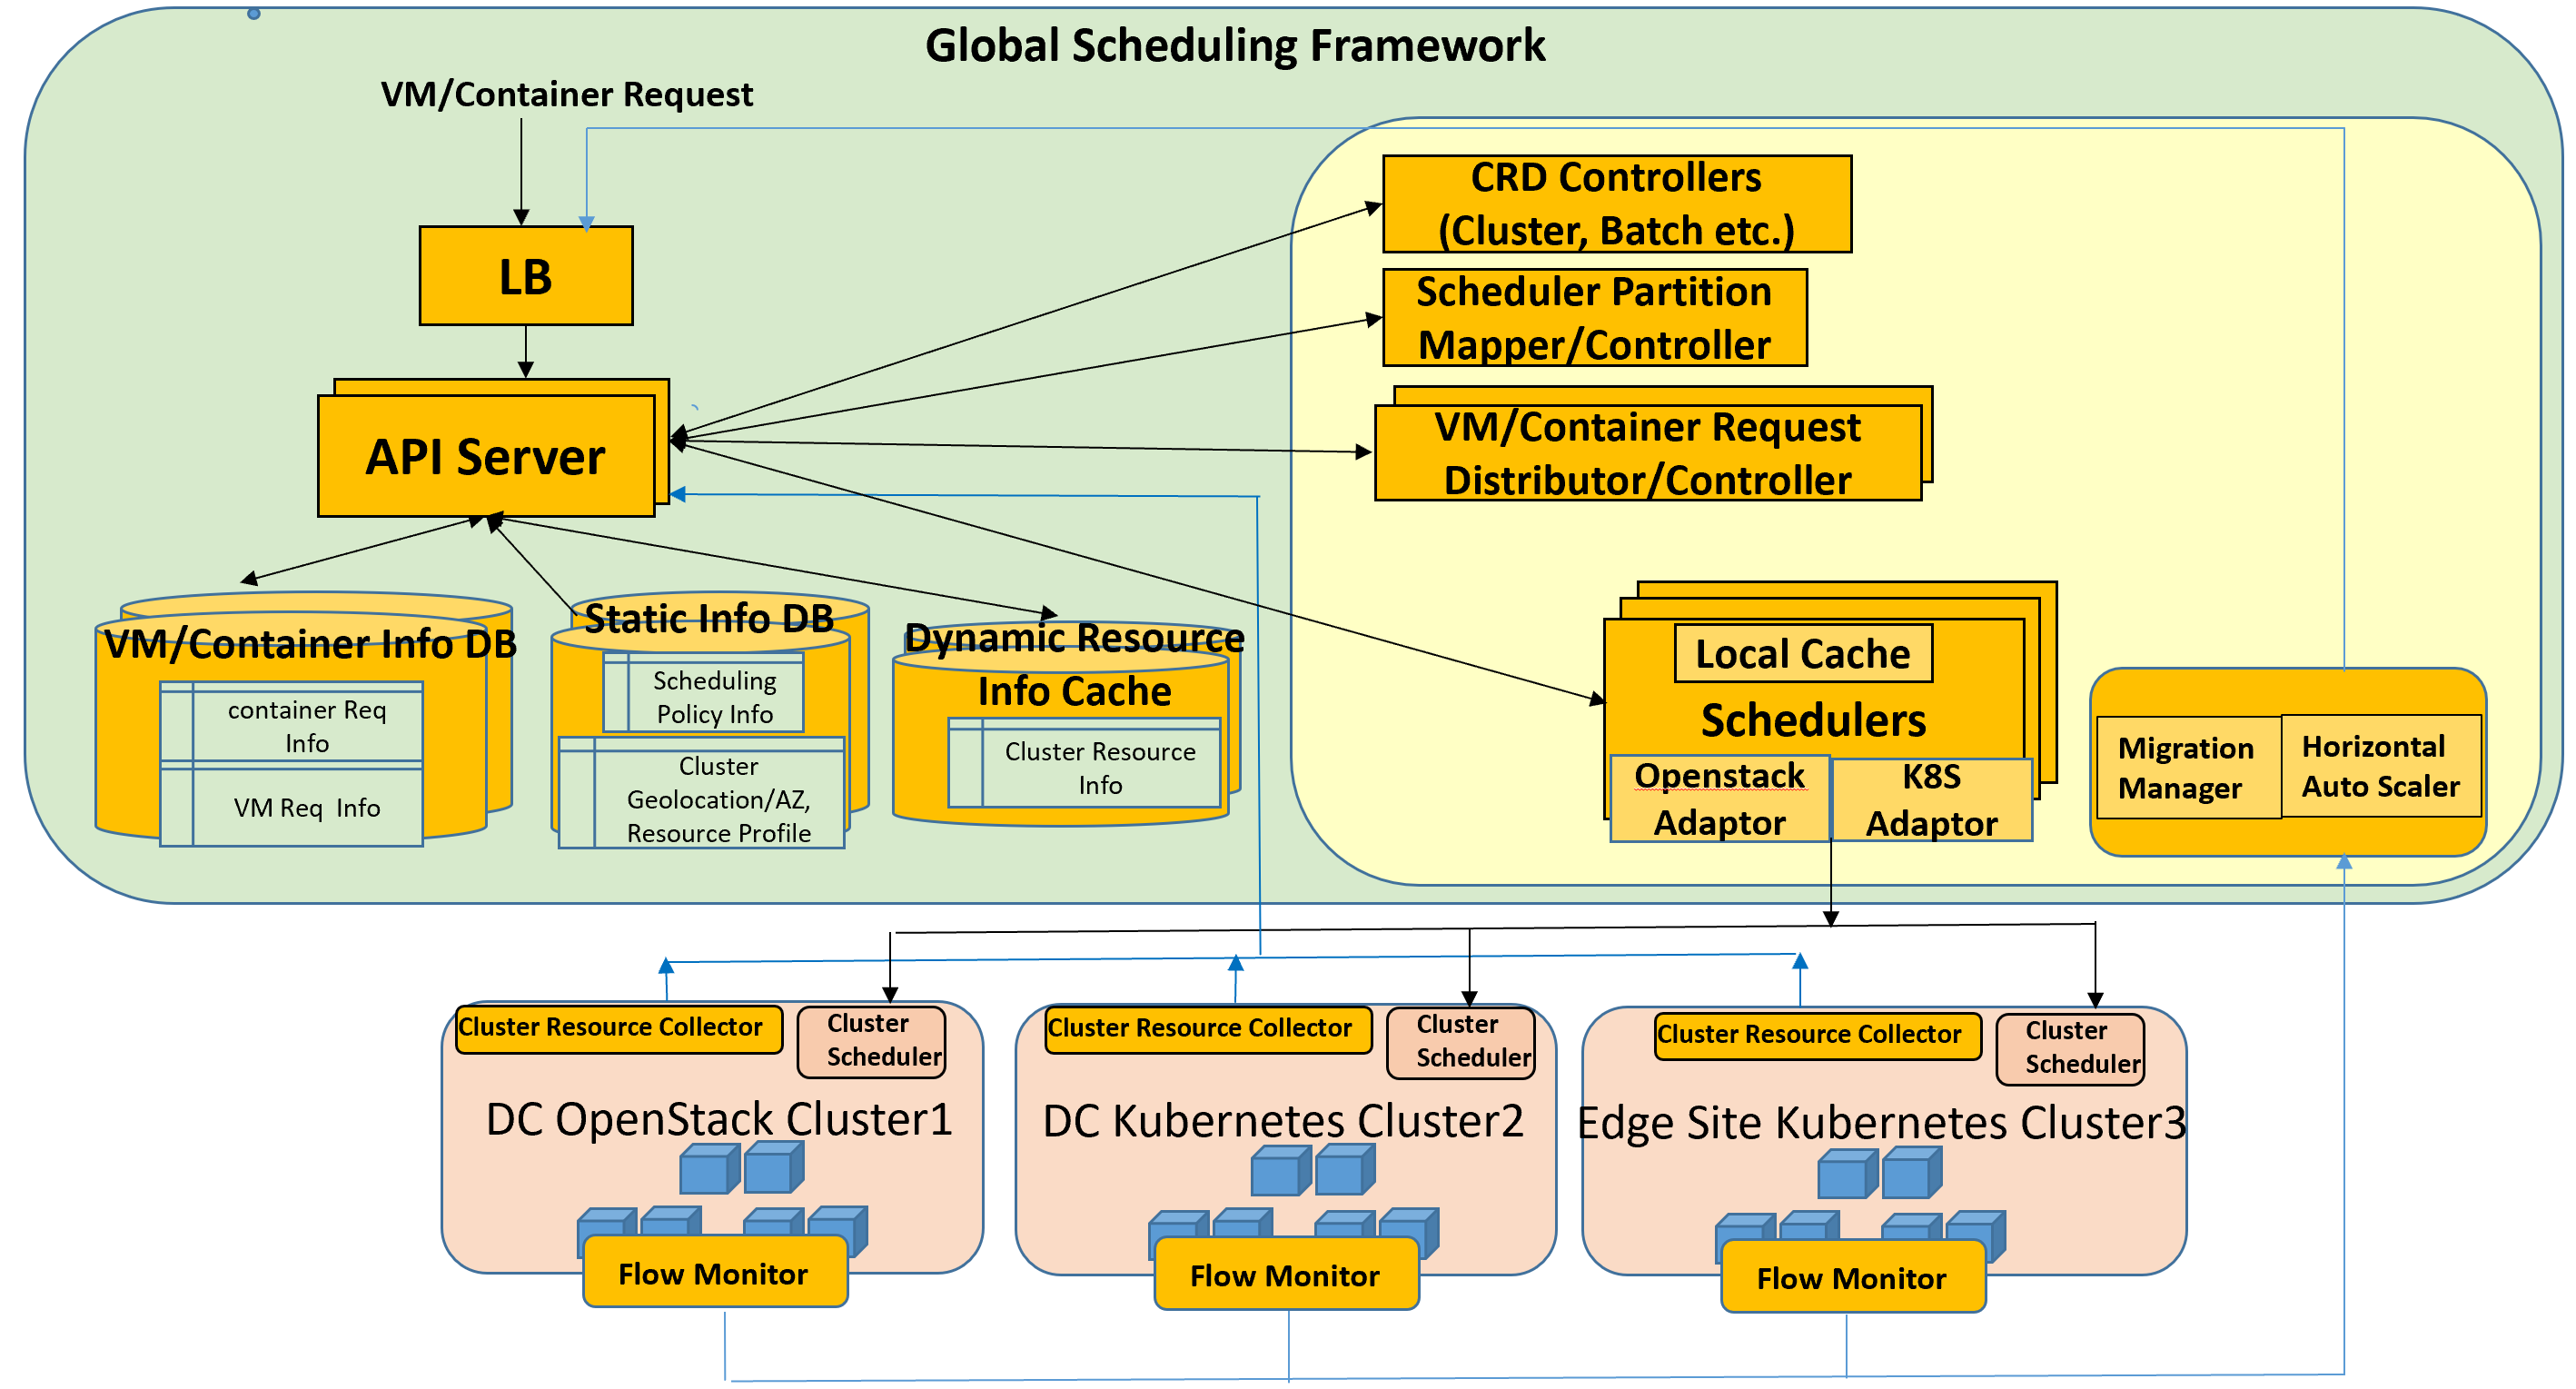 Global Scheduling Framework
VM/Container Request
LB
API Server
CRD Controllers
(Cluster, Batch etc.)
Scheduler Partition
Mapper/Controller
VM/Container Request
Distributor/Controller
VM/Container Info DB
container Req
Info
VM Req  Info
Static Info DB
Scheduling
Policy Info
Cluster
Geolocation/AZ,
Resource Profile
Dynamic Resource
Info Cache
Cluster Resource
Info
Local Cache
Schedulers
Openstack
Adaptor
K8S
Adaptor
Migration
Manager
Horizontal
Auto Scaler
Cluster Resource Collector
Cluster
Scheduler
DC OpenStack Cluster1
Flow Monitor
Cluster Resource Collector
Cluster
Scheduler
DC Kubernetes Cluster2
Flow Monitor
Cluster Resource Collector
Cluster
Scheduler
Edge Site Kubernetes Cluster3
Flow Monitor